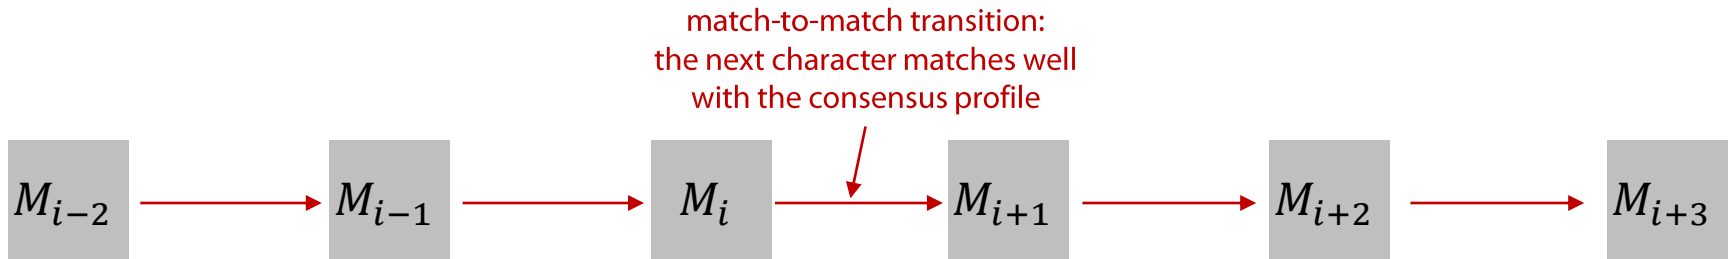 match-to-match transition:
the next character matches well
with the consensus profile
M_{i−2} M_{i−1} M_i M_{i+1} M_{i+2} M_{i+3}